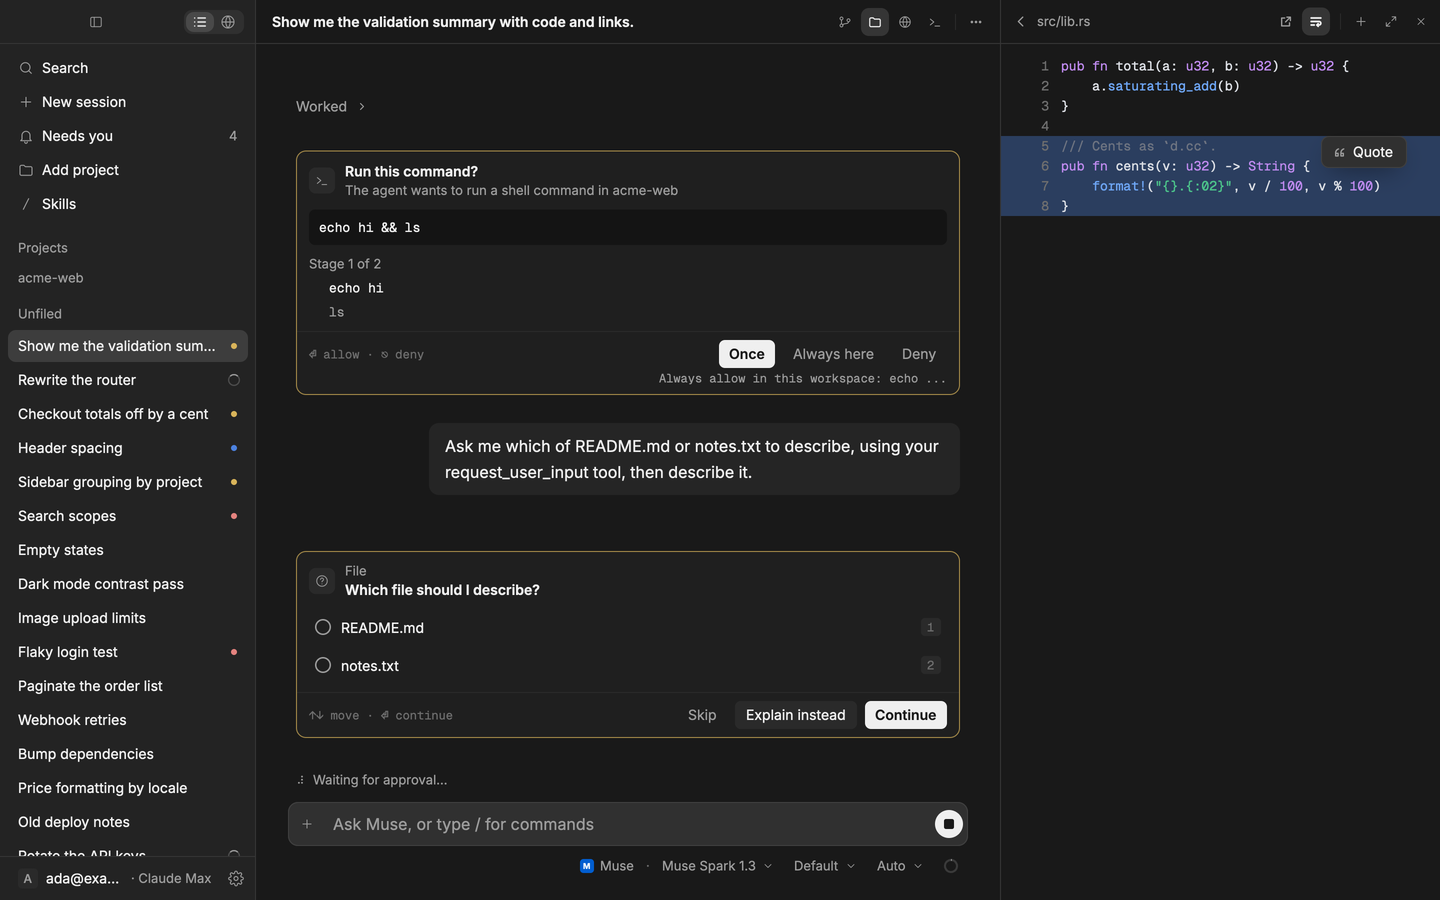 Search
New session
Needs you 4
Add project
Skills
Projects
acme-web
Unfiled
Show me the validation sum...
Rewrite the router
Checkout totals off by a cent
Header spacing
Sidebar grouping by project
Search scopes
Empty states
Dark mode contrast pass
Image upload limits
Flaky login test
Paginate the order list
Webhook retries
Bump dependencies
Price formatting by locale
Old deploy notes
Rotate the API keys
A ada@exa... · Claude Max
Show me the validation summary with code and links.
Worked
Run this command?
The agent wants to run a shell command in acme-web
echo hi && ls
Stage 1 of 2
echo hi
ls
⏎ allow · ⎋ deny
Once Always here Deny
Always allow in this workspace: echo ...
Ask me which of README.md or notes.txt to describe, using your
request_user_input tool, then describe it.
File
Which file should I describe?
README.md 1
notes.txt 2
↑↓ move · ⏎ continue
Skip Explain instead Continue
Waiting for approval...
Ask Muse, or type / for commands
M Muse · Muse Spark 1.3 Default Auto
src/lib.rs
1 pub fn total(a: u32, b: u32) -> u32 {
2 a.saturating_add(b)
3 }
4
5 /// Cents as `d.cc`.
Quote
6 pub fn cents(v: u32) -> String {
7 format!("{}.{:02}", v / 100, v % 100)
8 }